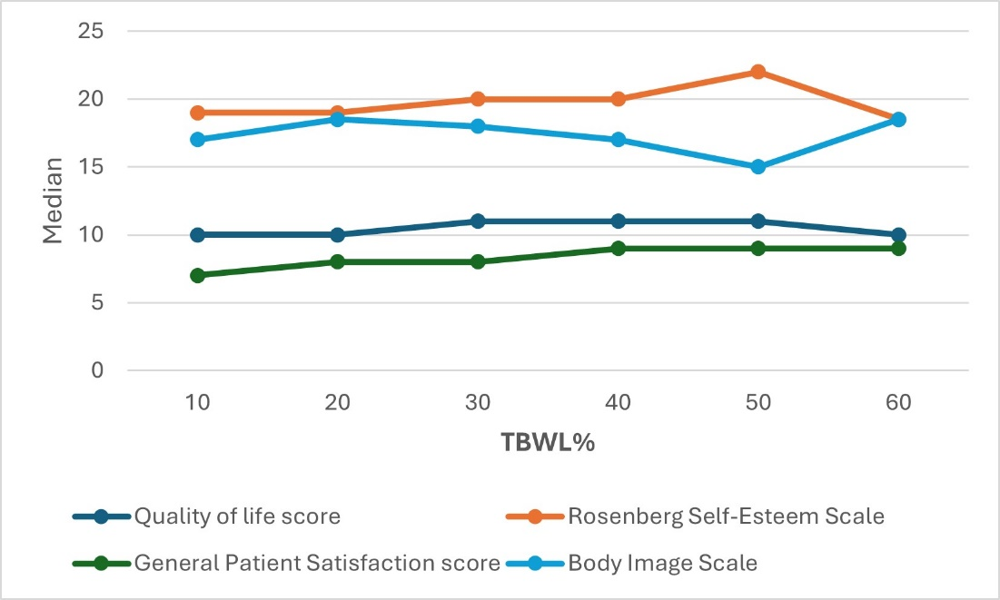 25
20
15
10
5
0
Median
10 20 30 40 50 60
TBWL%
Quality of life score Rosenberg Self-Esteem Scale
General Patient Satisfaction score Body Image Scale